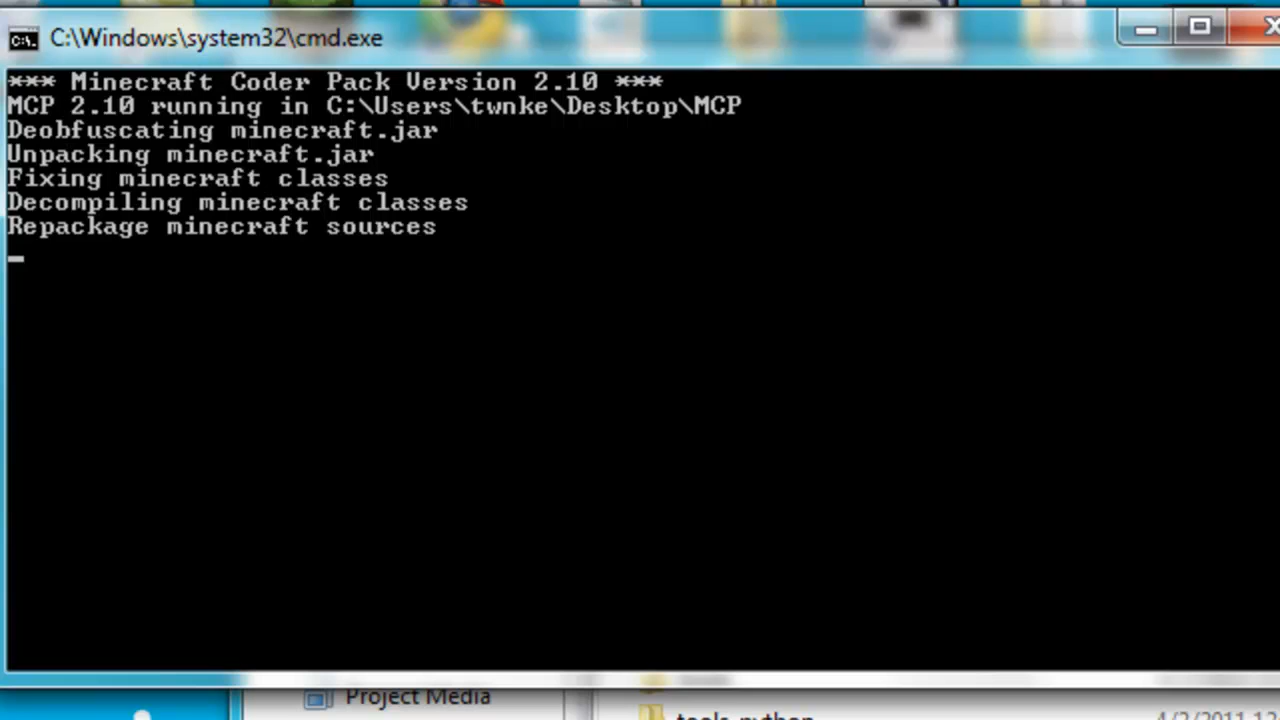 C:\Windows\system32\cmd.exe
*** Minecraft Coder Pack Version 2.10 ***
MCP 2.10 running in C:\Users\twnke\Desktop\MCP
Deobfuscating minecraft.jar
Unpacking minecraft.jar
Fixing minecraft classes
Decompiling minecraft classes
Repackage minecraft sources
Project Media